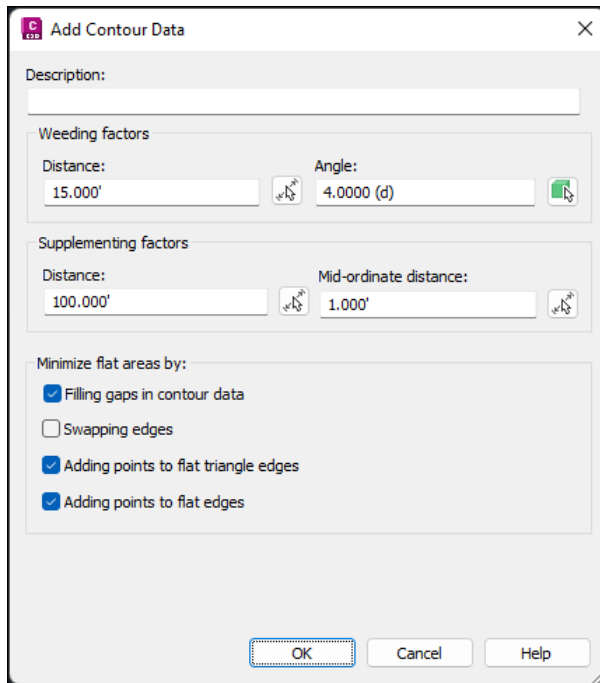 C
C3D
Add Contour Data
Description:
Weeding factors
Distance: Angle:
15.000' 4.0000 (d)
Supplementing factors
Distance: Mid-ordinate distance:
100.000' 1.000'
Minimize flat areas by:
Filling gaps in contour data
Swapping edges
Adding points to flat triangle edges
Adding points to flat edges
OK Cancel Help